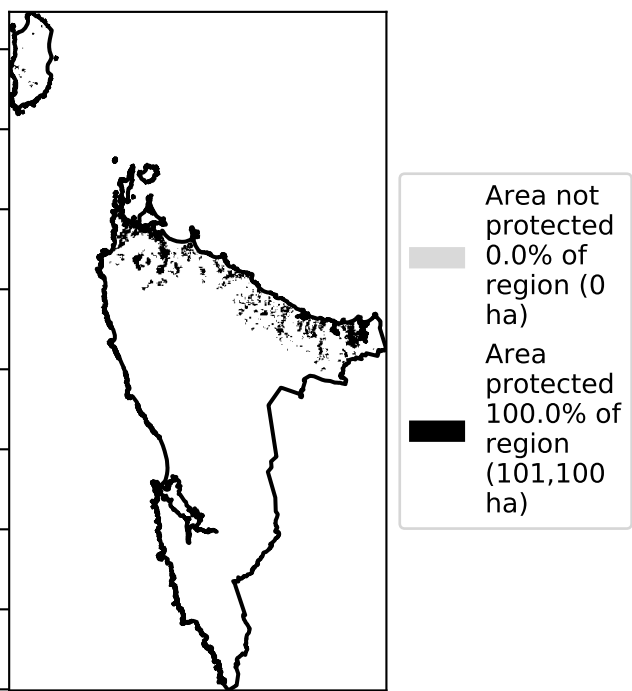 Area not
protected
0.0% of
region (0
ha)
Area
protected
100.0% of
region
(101,100
ha)